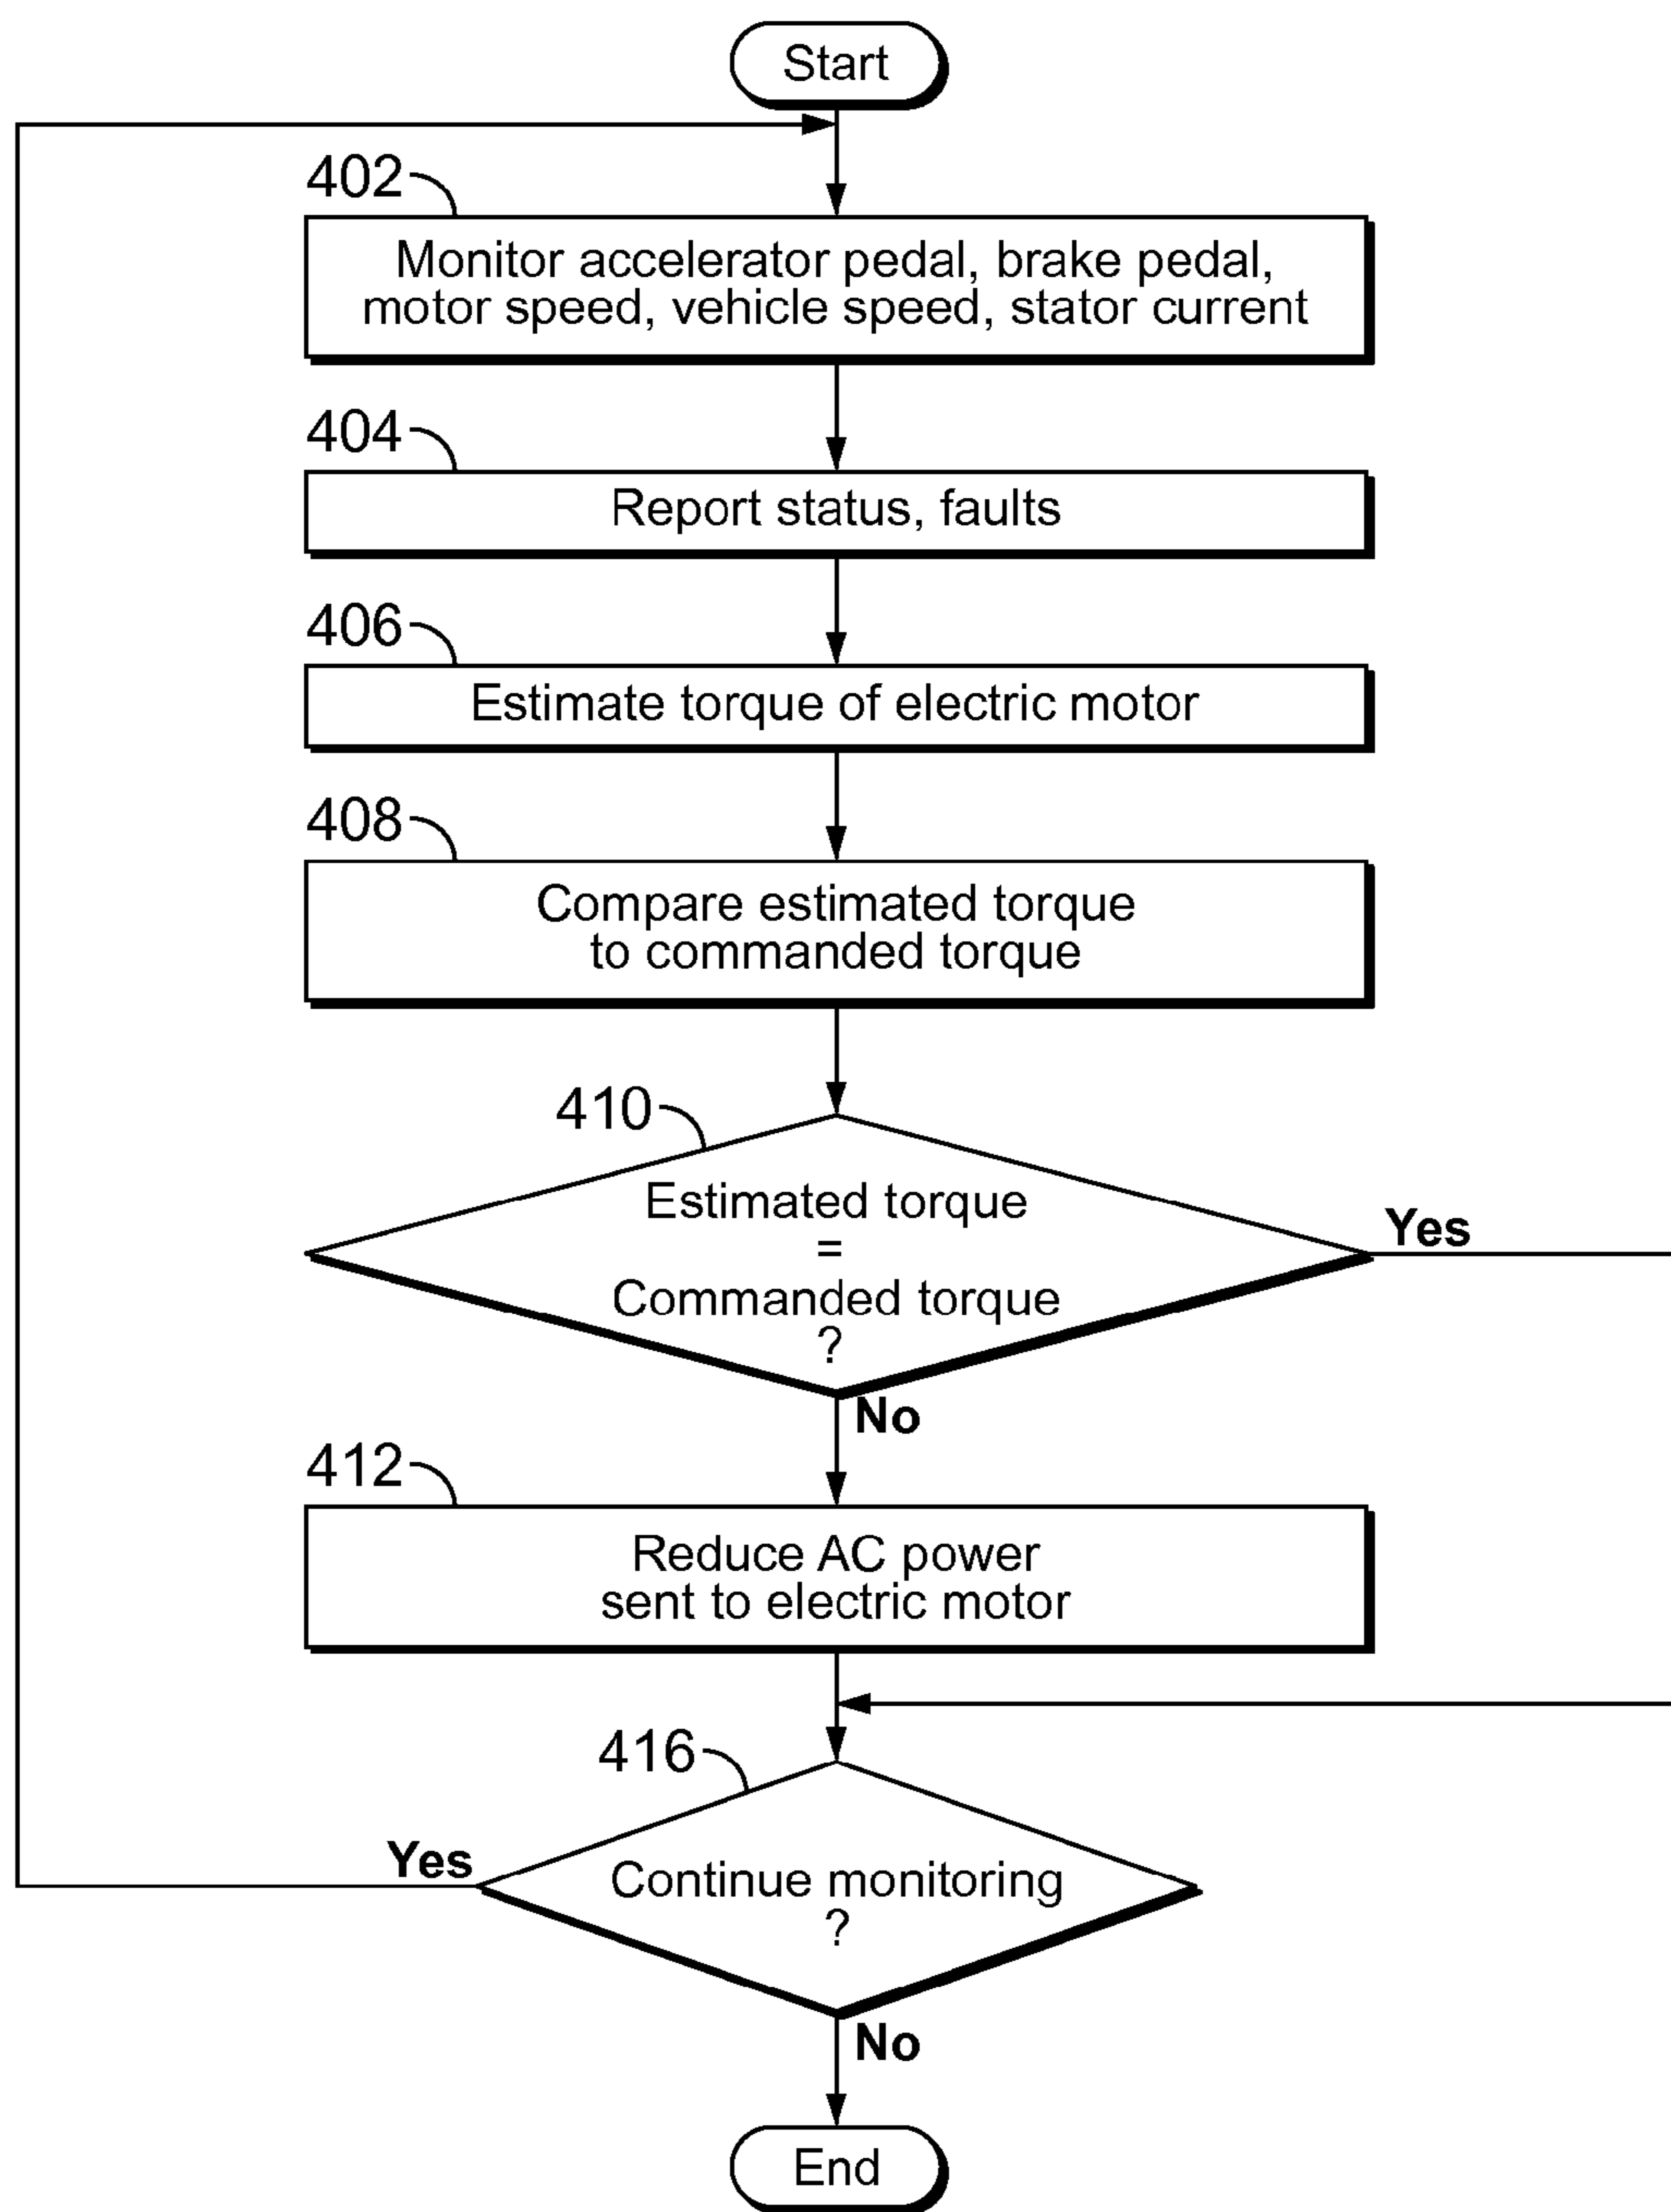 Start
402
Monitor accelerator pedal, brake pedal,
motor speed, vehicle speed, stator current
404
Report status, faults
406
Estimate torque of electric motor
408
Compare estimated torque
to commanded torque
410
Estimated torque
=
Commanded torque
?
Yes
No
412
Reduce AC power
sent to electric motor
416
Yes
Continue monitoring
?
No
End